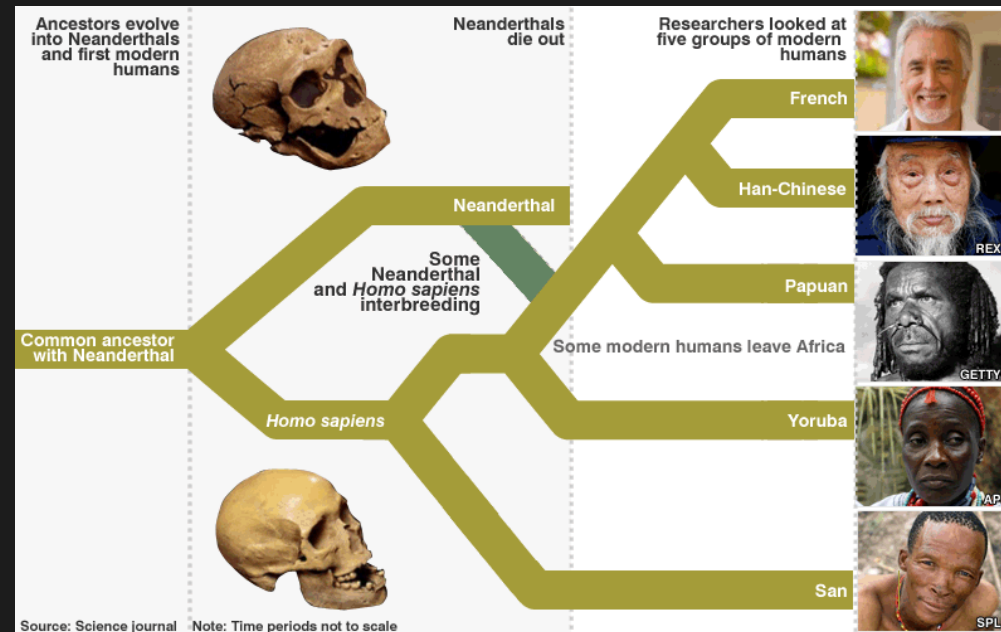 Ancestors evolve
into Neanderthals
and first modern
humans
Neanderthals
die out
Researchers looked at
five groups of modern
humans
French
Han-Chinese
REX
Neanderthal
Some
Neanderthal
and Homo sapiens
interbreeding
Papuan
Common ancestor
with Neanderthal
Some modern humans leave Africa
GETTY
Homo sapiens
Yoruba
AP
San
SPL
Source: Science journal
Note: Time periods not to scale